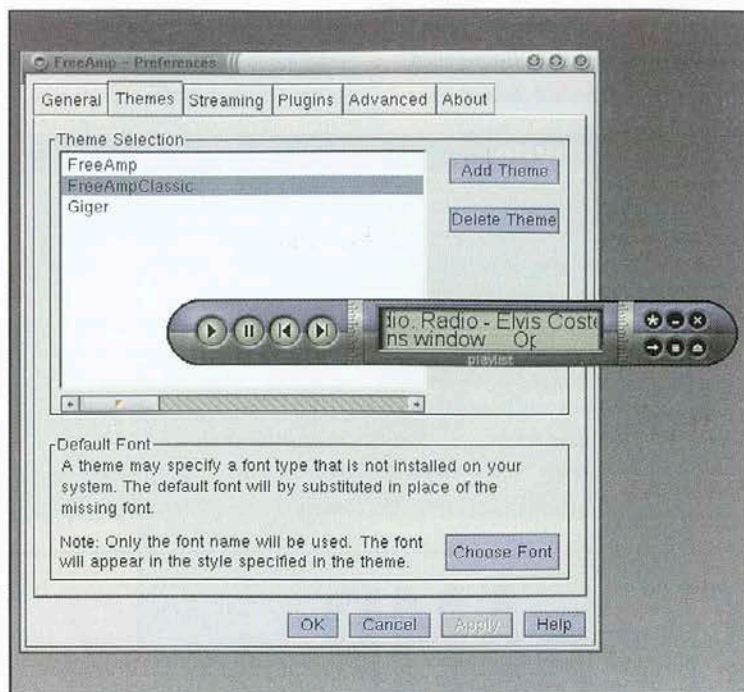 FreeAmp - Preferences
General Themes Streaming Plugins Advanced About
Theme Selection
FreeAmp
FreeAmpClassic
Giger
Add Theme
Delete Theme
dio. Radio - Elvis Coste
ns window Op
playlist
Default Font
A theme may specify a font type that is not installed on your
system. The default font will by substituted in place of the
missing font.
Note: Only the font name will be used. The font
will appear in the style specified in the theme.
Choose Font
OK Cancel Apply Help